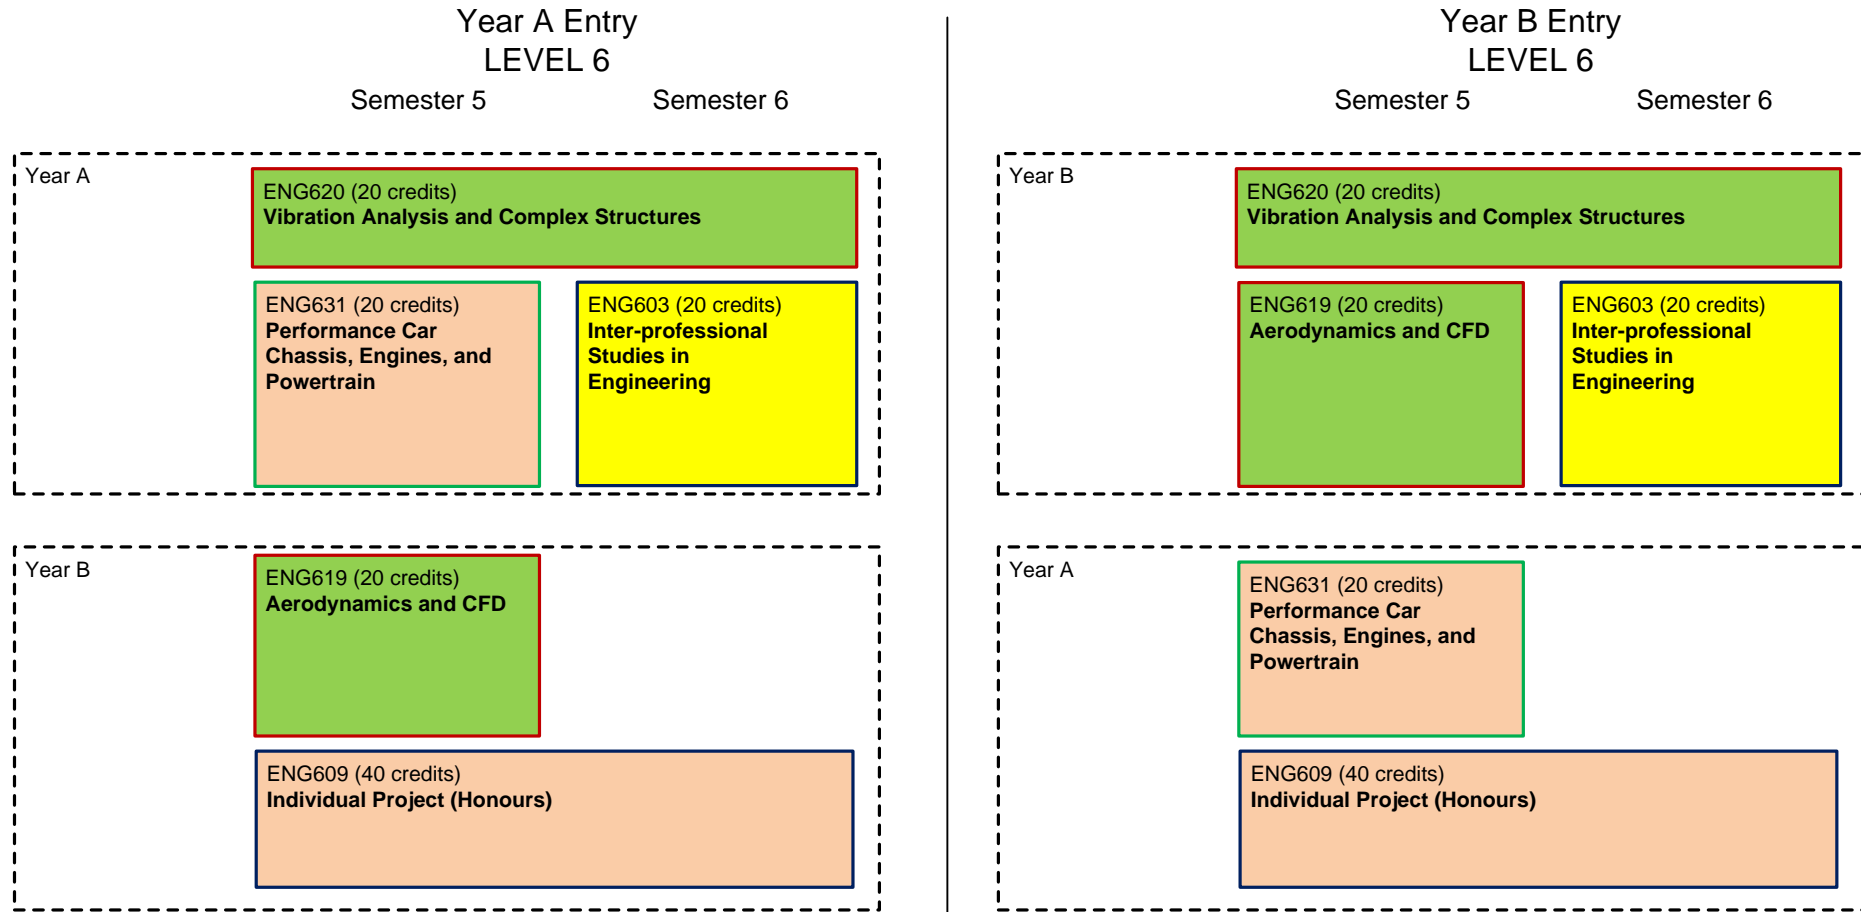 Year A Entry
LEVEL 6
Semester 5
Semester 6
Year A
ENG620 (20 credits)
Vibration Analysis and Complex Structures
ENG631 (20 credits)
Performance Car
Chassis, Engines, and
Powertrain
ENG603 (20 credits)
Inter-professional
Studies in
Engineering
Year B
ENG619 (20 credits)
Aerodynamics and CFD
ENG609 (40 credits)
Individual Project (Honours)
Year B Entry
LEVEL 6
Semester 5
Semester 6
Year B
ENG620 (20 credits)
Vibration Analysis and Complex Structures
ENG619 (20 credits)
Aerodynamics and CFD
ENG603 (20 credits)
Inter-professional
Studies in
Engineering
Year A
ENG631 (20 credits)
Performance Car
Chassis, Engines, and
Powertrain
ENG609 (40 credits)
Individual Project (Honours)